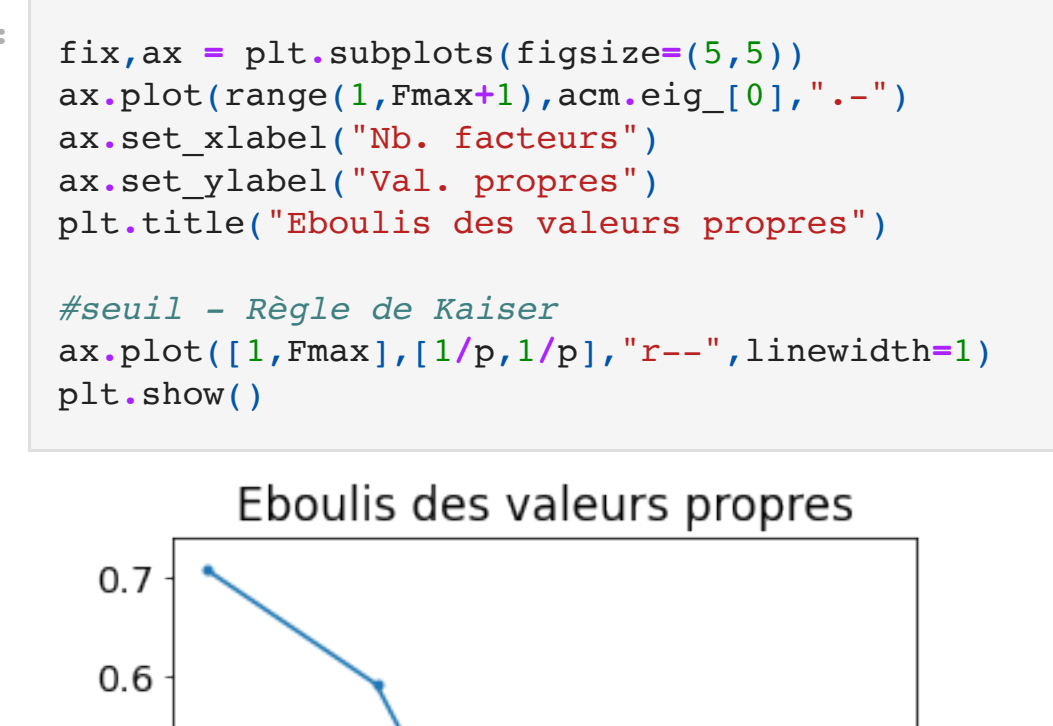 fix,ax = plt.subplots(figsize=(5,5))
ax.plot(range(1,Fmax+1),acm.eig_[0],".-")
ax.set_xlabel("Nb. facteurs")
ax.set_ylabel("Val. propres")
plt.title("Eboulis des valeurs propres")
#seuil - Règle de Kaiser
ax.plot([1,Fmax],[1/p,1/p],"r--",linewidth=1)
plt.show()
Eboulis des valeurs propres
0.7
0.6